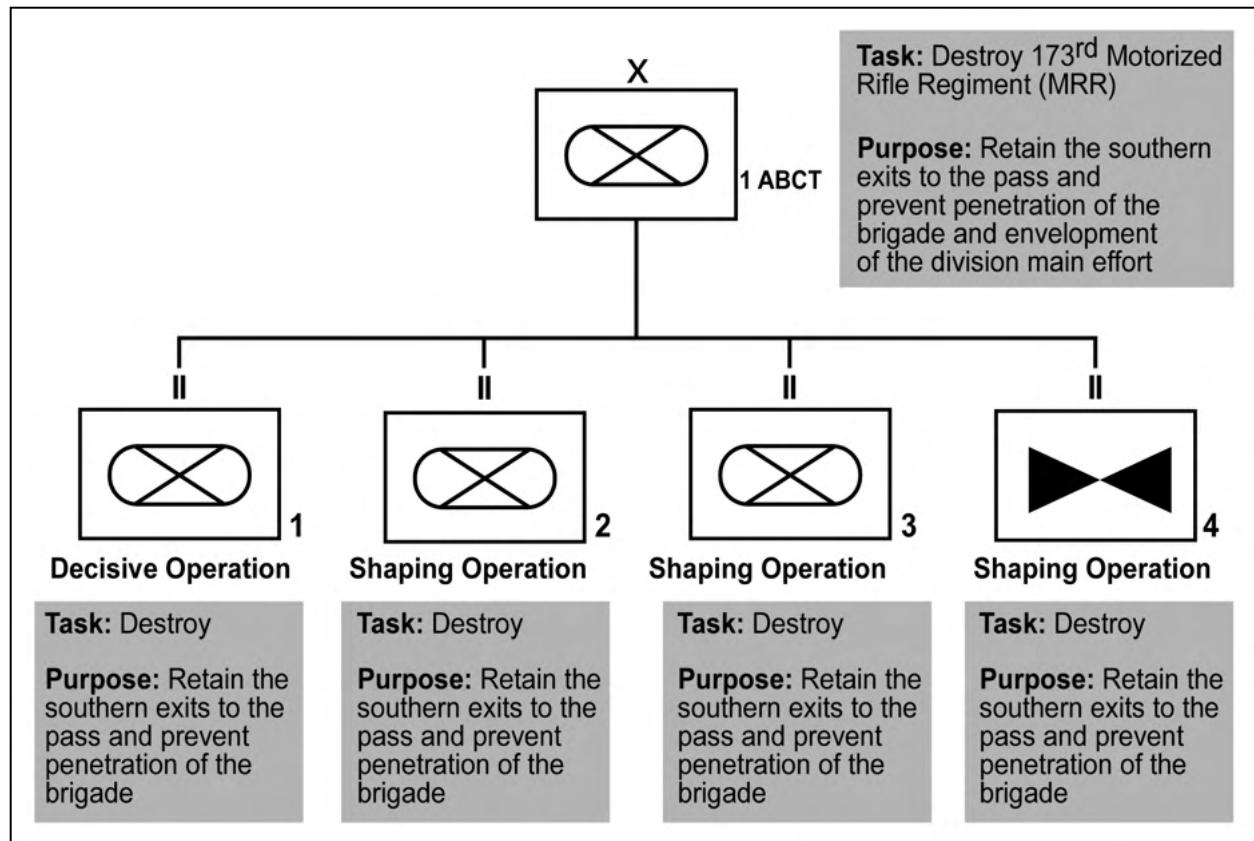 X
1 ABCT
Task: Destroy 173rd Motorized
Rifle Regiment (MRR)
Purpose: Retain the southern
exits to the pass and
prevent penetration of the
brigade and envelopment
of the division main effort
II
1
Decisive Operation
Task: Destroy
Purpose: Retain the
southern exits to the
pass and prevent
penetration of the
brigade
II
2
Shaping Operation
Task: Destroy
Purpose: Retain the
southern exits to the
pass and prevent
penetration of the
brigade
II
3
Shaping Operation
Task: Destroy
Purpose: Retain the
southern exits to the
pass and prevent
penetration of the
brigade
II
4
Shaping Operation
Task: Destroy
Purpose: Retain the
southern exits to the
pass and prevent
penetration of the
brigade